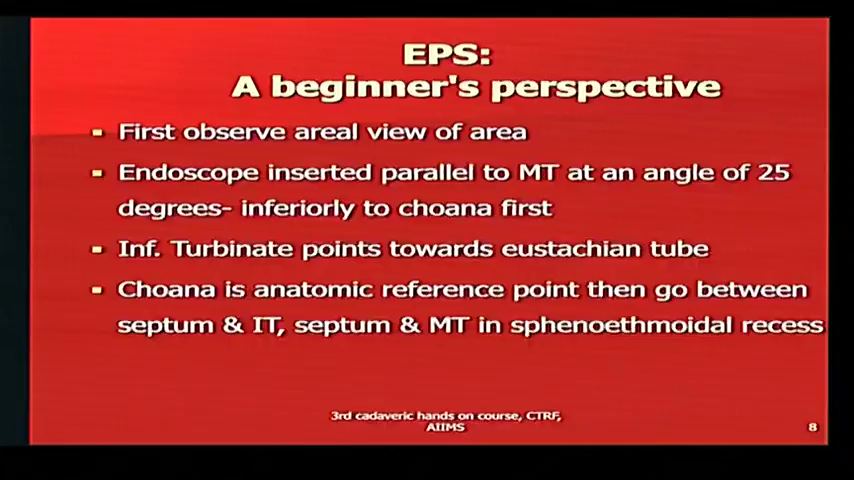 EPS:
A beginner's perspective
▪ First observe areal view of area
▪ Endoscope inserted parallel to MT at an angle of 25
degrees- inferiorly to choana first
▪ Inf. Turbinate points towards eustachian tube
▪ Choana is anatomic reference point then go between
septum & IT, septum & MT in sphenoethmoidal recess
3rd cadaveric hands on course, CTRF,
AIIMS
8